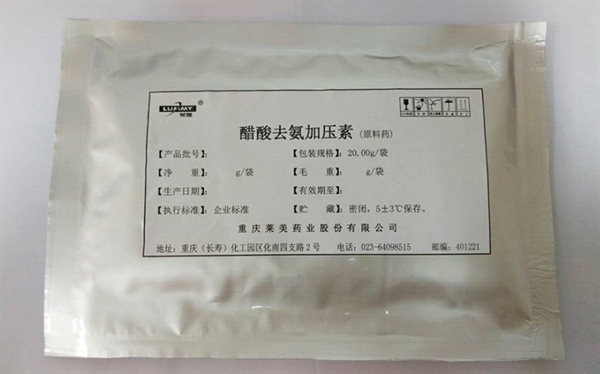 LUMMY®
莱美
醋酸去氨加压素(原料药)
【产品批号】: 【包装规格】: 20.00g/袋
【净 重】: g/袋 【毛 重】: g/袋
【生产日期】: 【有效期至】:
【执行标准】: 企业标准 【贮 藏】: 密闭，5±3℃保存。
重庆莱美药业股份有限公司
地址: 重庆（长寿）化工园区化南四支路2号 电话: 023-64098515 邮编: 401221